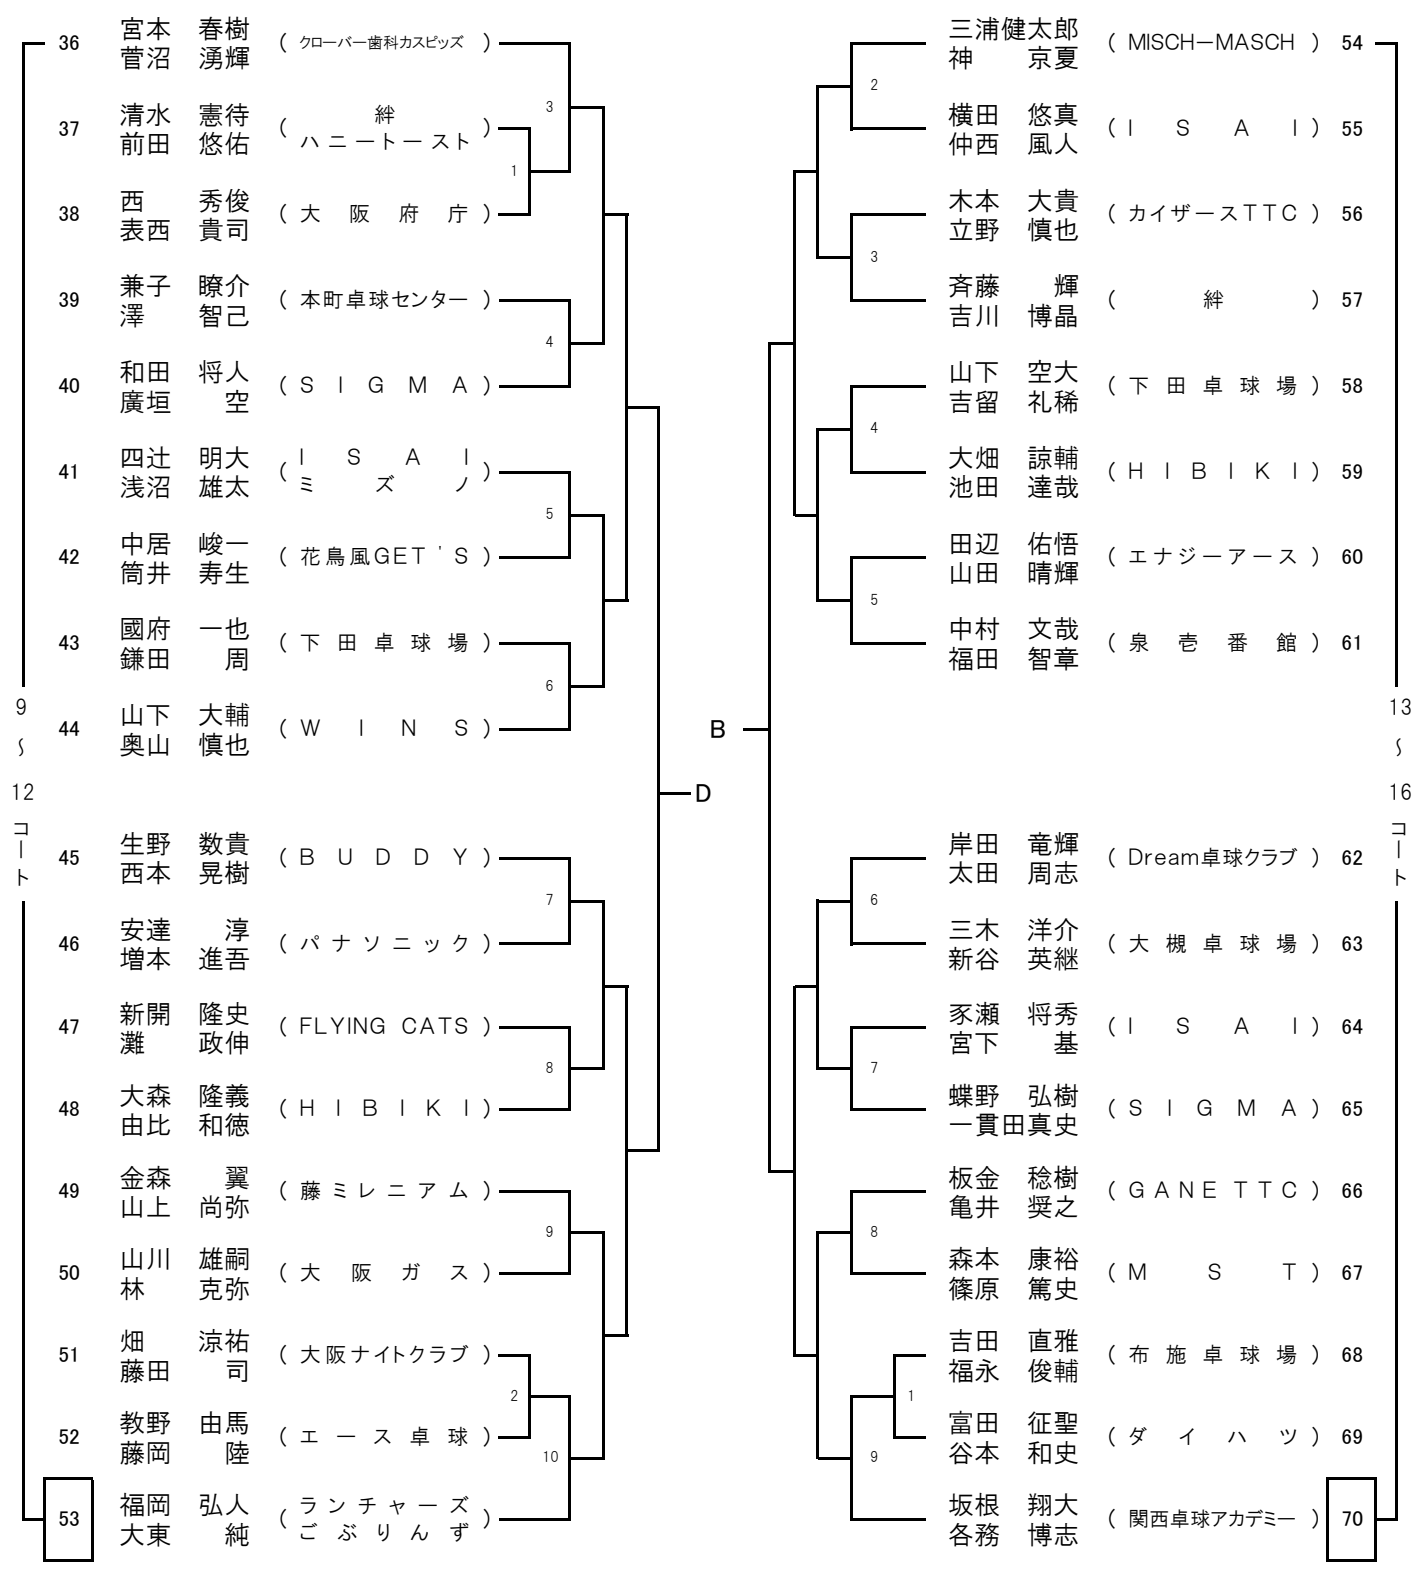 36 宮本 春樹 菅沼 湧輝 ( クローバー歯科カスピッズ )
37 清水 憲待 前田 悠佑 ( 絆 ハニートースト )
38 西 秀俊 表西 貴司 ( 大阪府庁 )
39 兼子 瞭介 澤 智己 ( 本町卓球センター )
40 和田 将人 廣垣 空 ( SIGMA )
41 四辻 明大 浅沼 雄太 ( ISAI ミズノ )
42 中居 峻一 筒井 寿生 ( 花鳥風GET'S )
43 國府 一也 鎌田 周 ( 下田卓球場 )
44 山下 大輔 奥山 慎也 ( WINS )
45 生野 数貴 西本 晃樹 ( BUDDY )
46 安達 淳 増本 進吾 ( パナソニック )
47 新開 隆史 灘 政伸 ( FLYING CATS )
48 大森 隆義 由比 和徳 ( HIBIKI )
49 金森 翼 山上 尚弥 ( 藤ミレニアム )
50 山川 雄嗣 林 克弥 ( 大阪ガス )
51 畑 涼祐 藤田 司 ( 大阪ナイトクラブ )
52 教野 由馬 藤岡 陸 ( エース卓球 )
53 福岡 弘人 大東 純 ( ランチャーズ ごぶりんず )
9～12コート
3
1
4
5
6
7
8
9
2
10
D
B
三浦健太郎 神 京夏 ( MISCH－MASCH ) 54
横田 悠真 仲西 風人 ( ISAI ) 55
木本 大貴 立野 慎也 ( カイザースTTC ) 56
斉藤 輝 吉川 博晶 ( 絆 ) 57
山下 空大 吉留 礼稀 ( 下田卓球場 ) 58
大畑 諒輔 池田 達哉 ( HIBIKI ) 59
田辺 佑悟 山田 晴輝 ( エナジーアース ) 60
中村 文哉 福田 智章 ( 泉壱番館 ) 61
岸田 竜輝 太田 周志 ( Dream卓球クラブ ) 62
三木 洋介 新谷 英継 ( 大槻卓球場 ) 63
豕瀬 将秀 宮下 基 ( ISAI ) 64
蝶野 弘樹 一貫田真史 ( SIGMA ) 65
板金 稔樹 亀井 奨之 ( GANETTC ) 66
森本 康裕 篠原 篤史 ( MST ) 67
吉田 直雅 福永 俊輔 ( 布施卓球場 ) 68
富田 征聖 谷本 和史 ( ダイハツ ) 69
坂根 翔大 各務 博志 ( 関西卓球アカデミー ) 70
2
3
4
5
6
7
8
1
9
13～16コート